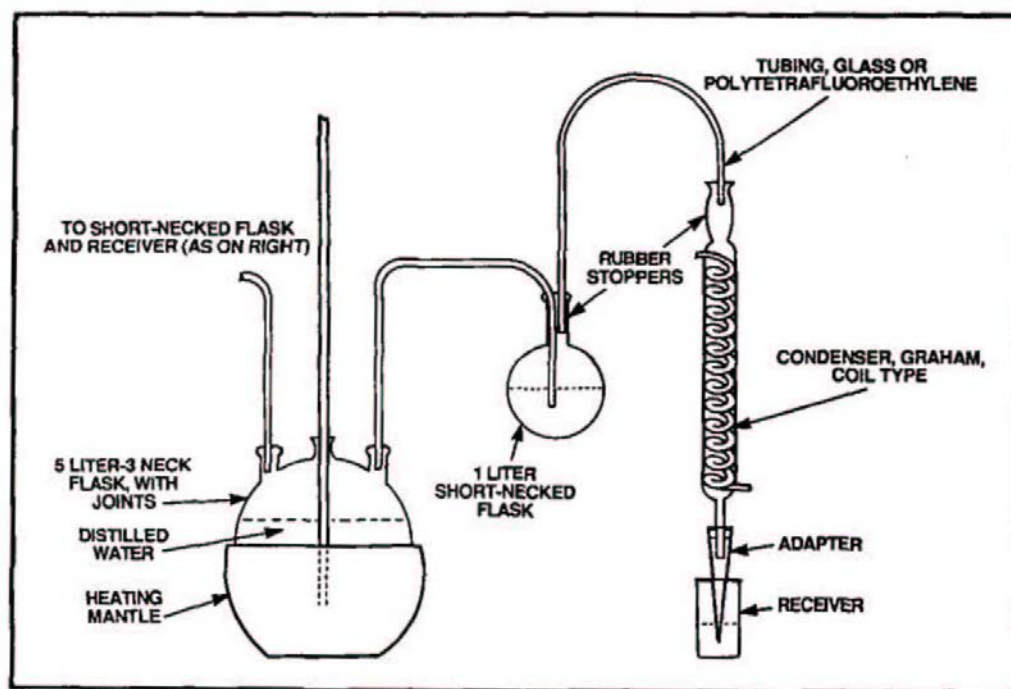 TUBING, GLASS OR
POLYTETRAFLUOROETHYLENE
TO SHORT-NECKED FLASK
AND RECEIVER (AS ON RIGHT)
RUBBER
STOPPERS
CONDENSER, GRAHAM,
COIL TYPE
5 LITER-3 NECK
FLASK, WITH
JOINTS
1 LITER
SHORT-NECKED
FLASK
DISTILLED
WATER
ADAPTER
HEATING
MANTLE
RECEIVER